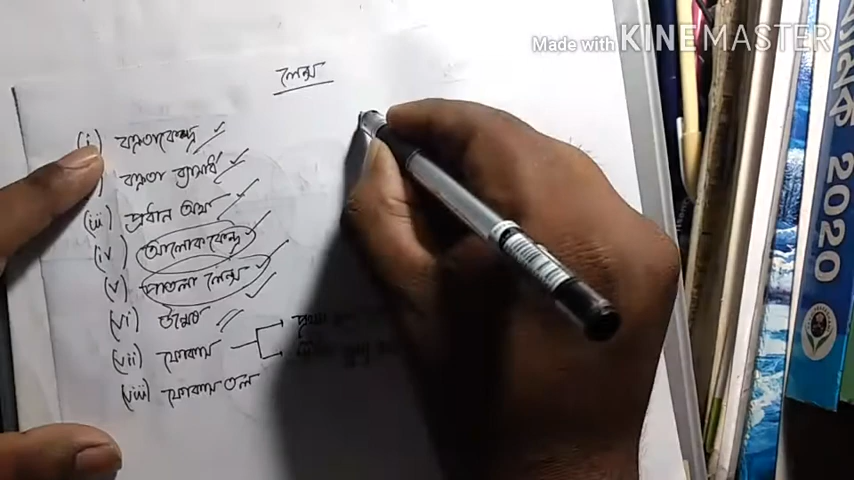 Made with KINEMASTER
লেন্স
(i) বক্রতাকেন্দ্র ✓
বক্রতা ব্যাসার্ধ ✓
(iii) প্রধান অক্ষ ✓
(iv) আলোক কেন্দ্র ✓
(v) পাতলা লেন্স ✓
(vi) উন্মেষ
(vii) ফোকাস
(viii) ফোকাস তল
2020